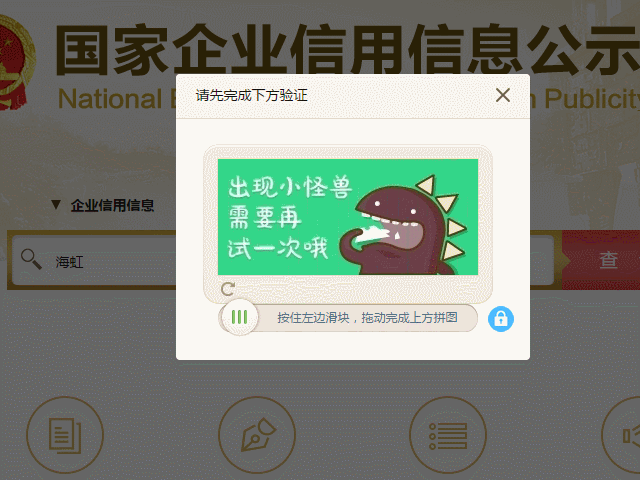 国家企业信用信息公示
National E
n Publicity
请先完成下方验证
出现小怪兽
需要再
试一次哦
▼ 企业信用信息
海虹
查
按住左边滑块，拖动完成上方拼图